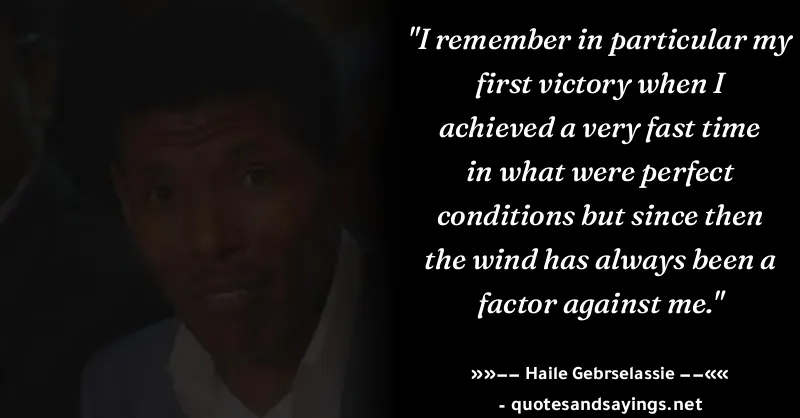 "I remember in particular my
first victory when I
achieved a very fast time
in what were perfect
conditions but since then
the wind has always been a
factor against me."
»»−− Haile Gebrselassie −−««
- quotesandsayings.net